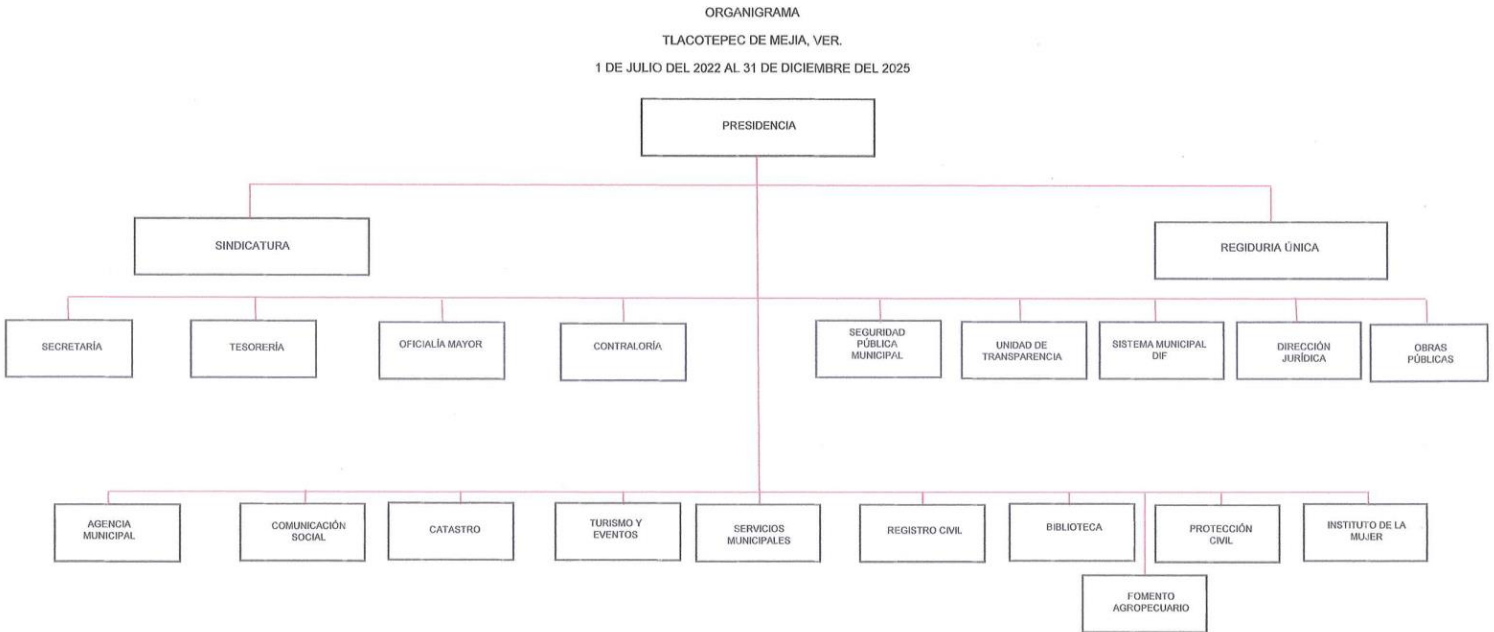 ORGANIGRAMA
TLACOTEPEC DE MEJIA, VER.
1 DE JULIO DEL 2022 AL 31 DE DICIEMBRE DEL 2025
PRESIDENCIA
SINDICATURA
REGIDURIA ÚNICA
SECRETARÍA
TESORERÍA
OFICIALÍA MAYOR
CONTRALORÍA
SEGURIDAD
PÚBLICA
MUNICIPAL
UNIDAD DE
TRANSPARENCIA
SISTEMA MUNICIPAL
DIF
DIRECCIÓN
JURÍDICA
OBRAS
PÚBLICAS
AGENCIA
MUNICIPAL
COMUNICACIÓN
SOCIAL
CATASTRO
TURISMO Y
EVENTOS
SERVICIOS
MUNICIPALES
REGISTRO CIVIL
BIBLIOTECA
PROTECCIÓN
CIVIL
INSTITUTO DE LA
MUJER
FOMENTO
AGROPECUARIO